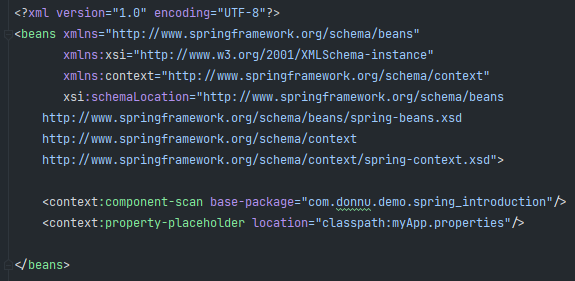 <?xml version="1.0" encoding="UTF-8"?>
<beans xmlns="http://www.springframework.org/schema/beans"
       xmlns:xsi="http://www.w3.org/2001/XMLSchema-instance"
       xmlns:context="http://www.springframework.org/schema/context"
       xsi:schemaLocation="http://www.springframework.org/schema/beans
    http://www.springframework.org/schema/beans/spring-beans.xsd
    http://www.springframework.org/schema/context
    http://www.springframework.org/schema/context/spring-context.xsd">
    <context:component-scan base-package="com.donnu.demo.spring_introduction"/>
    <context:property-placeholder location="classpath:myApp.properties"/>
</beans>